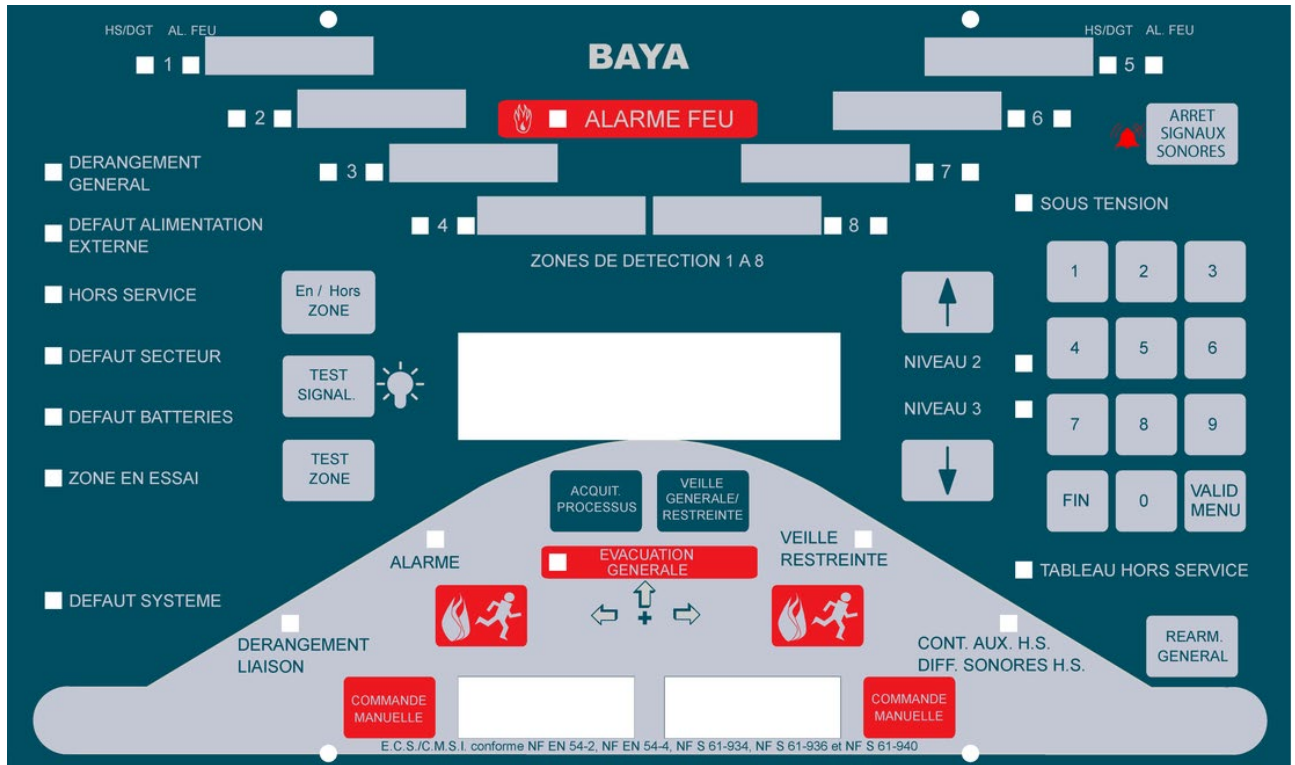 HS/DGT AL. FEU
1
BAYA
HS/DGT AL. FEU
5
2
ALARME FEU
6
ARRET
SIGNAUX
SONORES
DERANGEMENT
GENERAL
3
7
SOUS TENSION
DEFAUT ALIMENTATION
EXTERNE
4
8
ZONES DE DETECTION 1 A 8
HORS SERVICE
En / Hors
ZONE
1
2
3
DEFAUT SECTEUR
TEST
SIGNAL.
NIVEAU 2
4
5
6
DEFAUT BATTERIES
NIVEAU 3
7
8
9
ZONE EN ESSAI
TEST
ZONE
ACQUIT.
PROCESSUS
VEILLE
GENERALE/
RESTREINTE
FIN
0
VALID
MENU
ALARME
EVACUATION
GENERALE
VEILLE
RESTREINTE
TABLEAU HORS SERVICE
DEFAUT SYSTEME
+
DERANGEMENT
LIAISON
CONT. AUX. H.S.
DIFF. SONORES H.S.
REARM.
GENERAL
COMMANDE
MANUELLE
COMMANDE
MANUELLE
E.C.S./C.M.S.I. conforme NF EN 54-2, NF EN 54-4, NF S 61-934, NF S 61-936 et NF S 61-940